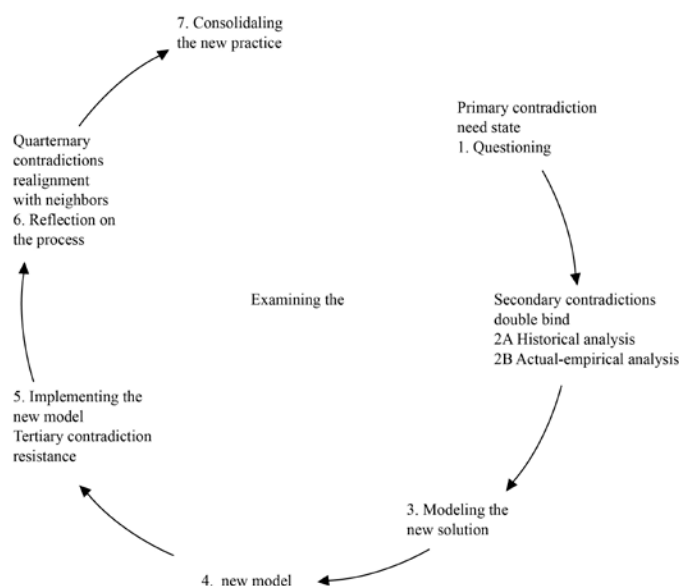 7. Consolidaling
the new practice
Primary contradiction
need state
1. Questioning
Quarternary
contradictions
realignment
with neighbors
6. Reflection on
the process
Examining the
Secondary contradictions
double bind
2A Historical analysis
2B Actual-empirical analysis
5. Implementing the
new model
Tertiary contradiction
resistance
3. Modeling the
new solution
4. new model